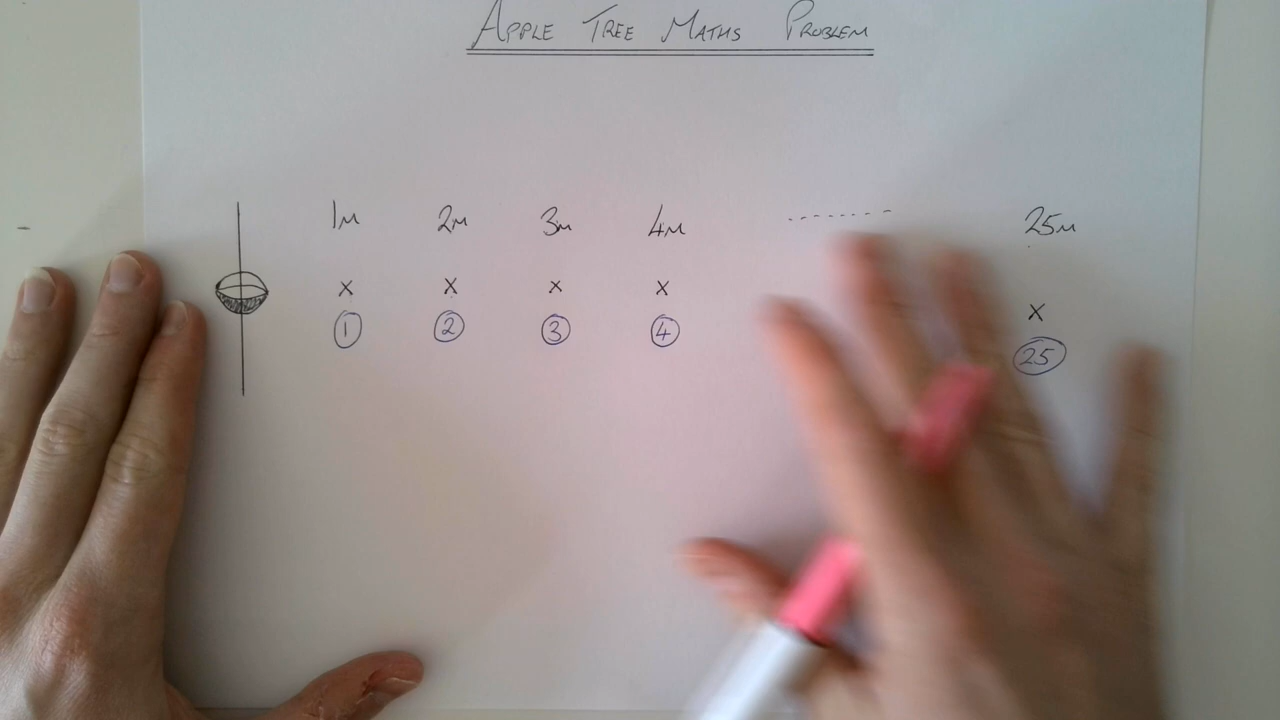 APPLE TREE MATHS PROBLEM
1M 2M 3M 4M -------- 25M
x x x x x
1 2 3 4 25